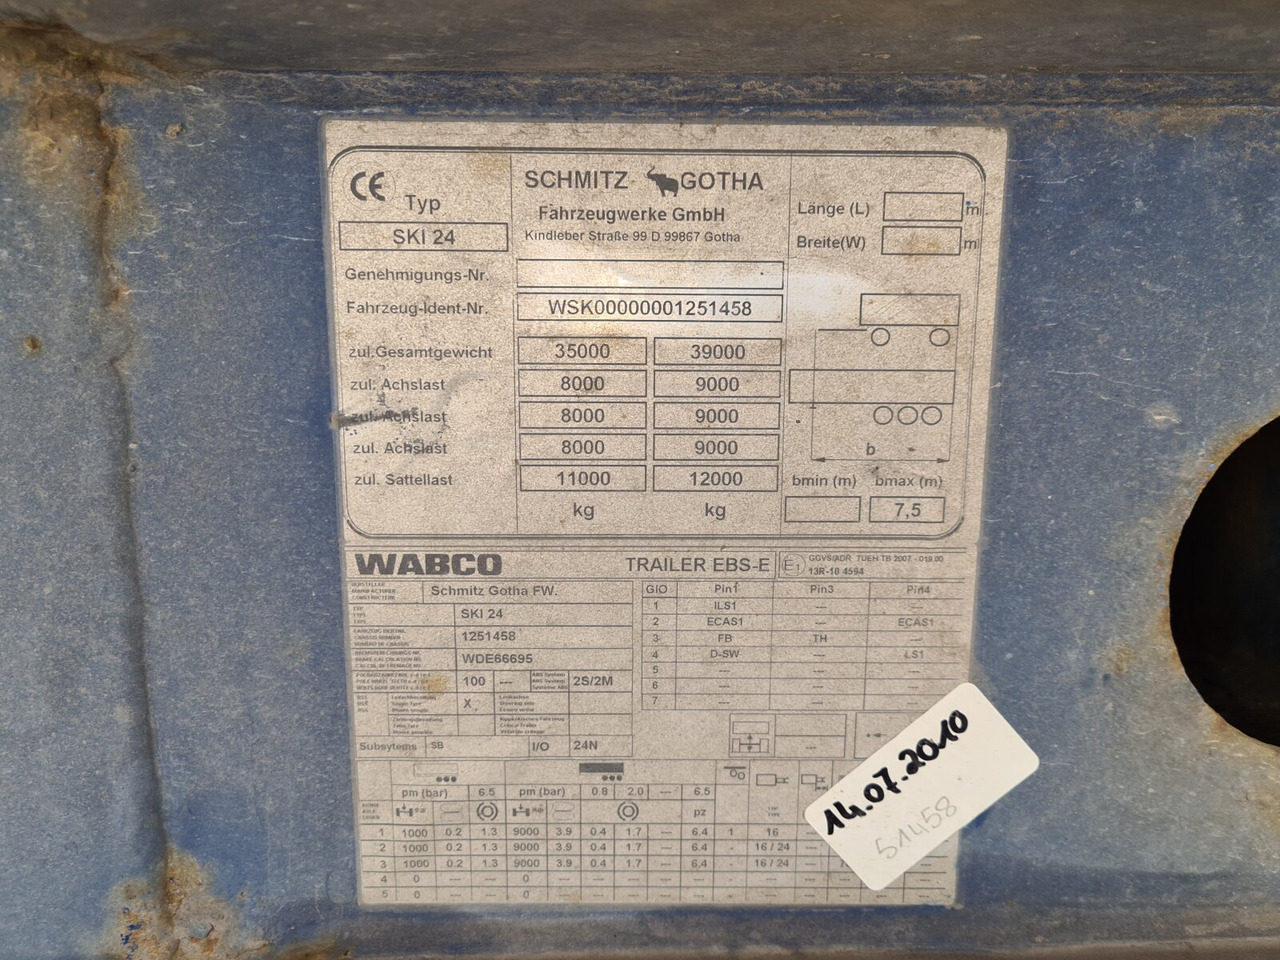 CE Typ
SKI 24
SCHMITZ GOTHA
Fahrzeugwerke GmbH
Kindleber Straße 99 D 99867 Gotha
Länge (L) m
Breite(W) m
Genehmigungs-Nr.
Fahrzeug-Ident-Nr. WSK00000001251458
zul.Gesamtgewicht 35000 39000
zul. Achslast 8000 9000
zul. Achslast 8000 9000
zul. Achslast 8000 9000
zul. Sattellast 11000 12000
kg kg
b
bmin (m) bmax (m)
7,5
WABCO TRAILER EBS-E E1
GGVS/ADR TUEH TB 2007 - 019.00
13R-10 4594
Schmitz Gotha FW.
SKI 24
1251458
WDE66695
100 --- 2S/2M
X
Subsytems SB I/O 24N
GIO Pin1 Pin3 Pin4
1 ILS1 --- ---
2 ECAS1 --- ECAS1
3 FB TH ---
4 D-SW --- LS1
5 --- --- ---
6 --- --- ---
7 --- --- ---
pm (bar) 6.5 pm (bar) 0.8 2.0 --- 6.5
pz
1 1000 0.2 1.3 9000 3.9 0.4 1.7 --- 6.4 1 16
2 1000 0.2 1.3 9000 3.9 0.4 1.7 --- 6.4 - 16 / 24
3 1000 0.2 1.3 9000 3.9 0.4 1.7 --- 6.4 - 16 / 24
4 0 --- --- 0 --- --- --- --- --- - ---
5 0 --- --- 0 --- --- --- --- --- - ---
14.07.2010
51458